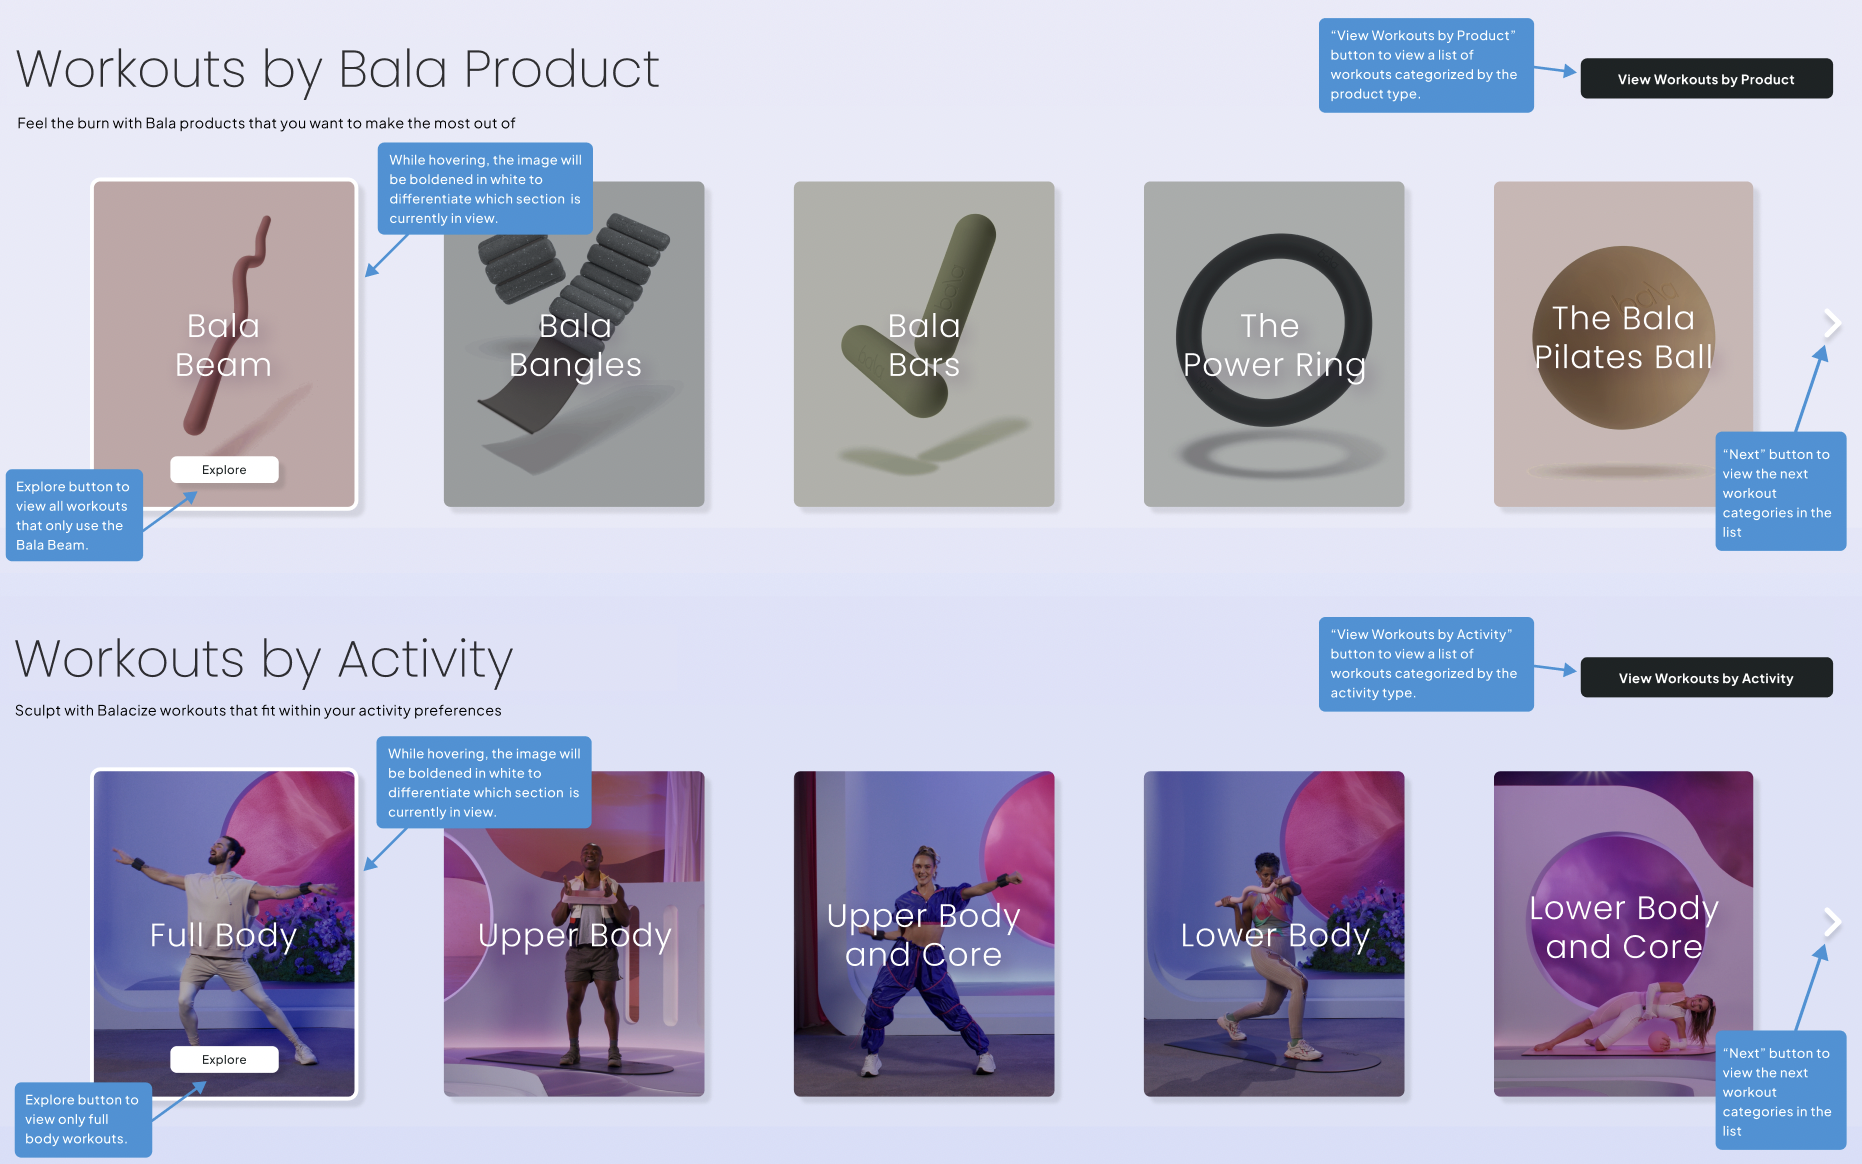 Workouts by Bala Product
Feel the burn with Bala products that you want to make the most out of
“View Workouts by Product”
button to view a list of
workouts categorized by the
product type.
View Workouts by Product
While hovering, the image will
be boldened in white to
differentiate which section is
currently in view.
Bala
Beam
Explore
Bala
Bangles
bala
Bala
Bars
The
Power Ring
bala
The Bala
Pilates Ball
Explore button to
view all workouts
that only use the
Bala Beam.
“Next” button to
view the next
workout
categories in the
list
Workouts by Activity
Sculpt with Balacize workouts that fit within your activity preferences
“View Workouts by Activity”
button to view a list of
workouts categorized by the
activity type.
View Workouts by Activity
While hovering, the image will
be boldened in white to
differentiate which section is
currently in view.
Full Body
Explore
Upper Body
Upper Body
and Core
Lower Body
Lower Body
and Core
Explore button to
view only full
body workouts.
“Next” button to
view the next
workout
categories in the
list